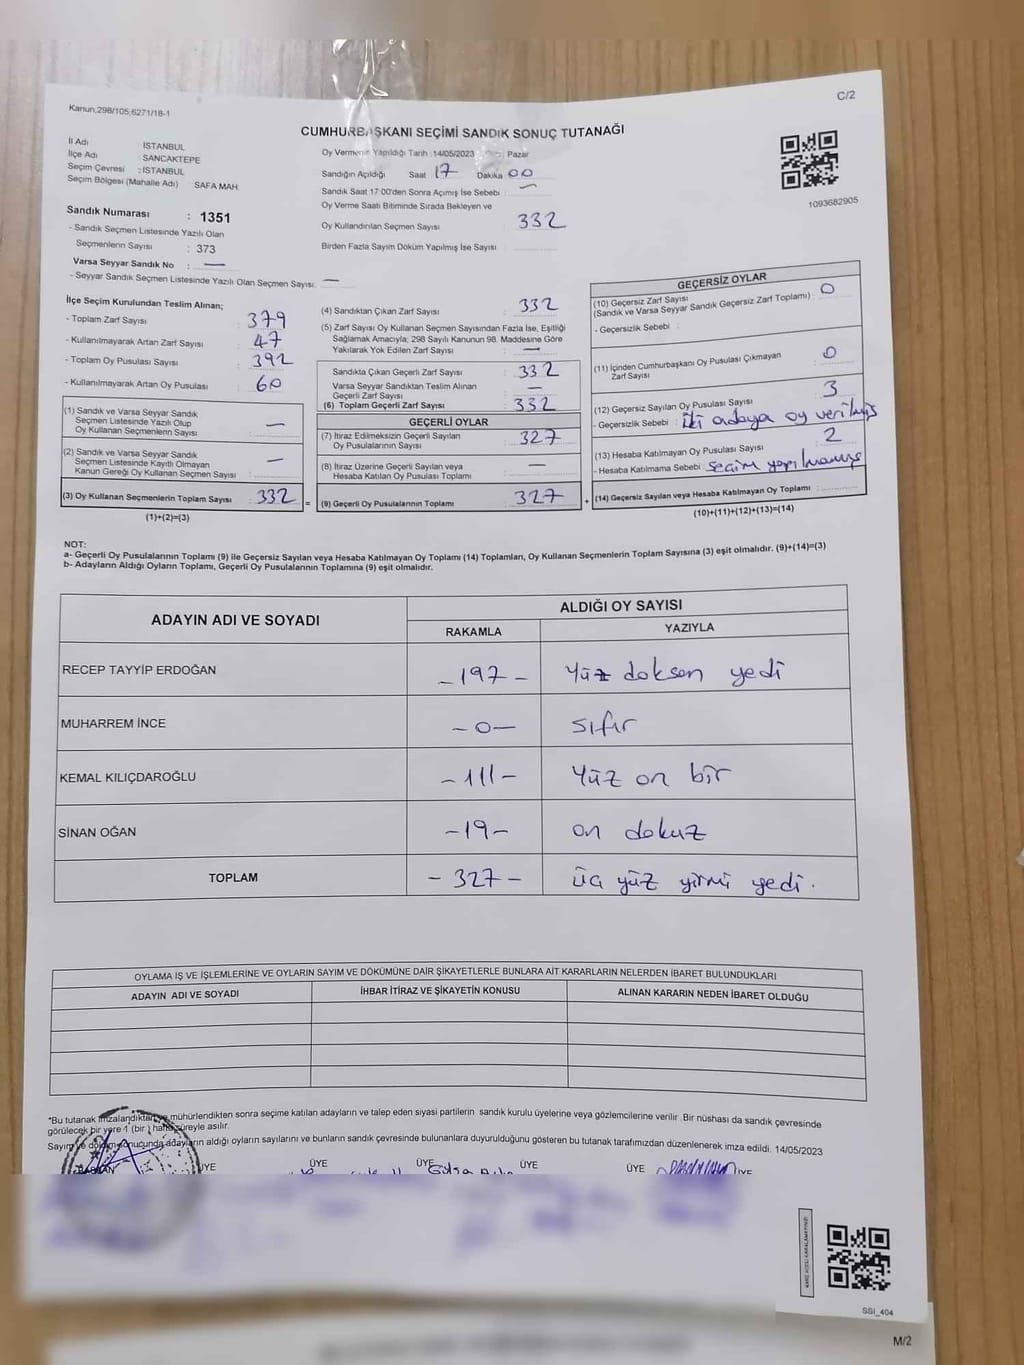 C/2
Kanun;298/105;6271/18-1
CUMHURBAŞKANI SEÇİMİ SANDIK SONUÇ TUTANAĞI
İl Adı İSTANBUL
İlçe Adı : SANCAKTEPE
Seçim Çevresi : İSTANBUL
Seçim Bölgesi (Mahalle Adı) SAFA MAH.
Oy Vermenin Yapıldığı Tarih :14/05/2023 Pazar
Sandığın Açıldığı Saat 17 Dakika 00
Sandık Saat 17:00'den Sonra Açımış İse Sebebi : —
Oy Verme Saati Bitiminde Sırada Bekleyen ve
Oy Kullandırılan Seçmen Sayısı : 332
Birden Fazla Sayım Döküm Yapılmış İse Sayısı
1093682905
Sandık Numarası : 1351
- Sandık Seçmen Listesinde Yazılı Olan
Seçmenlerin Sayısı : 373
Varsa Seyyar Sandık No : —
- Seyyar Sandık Seçmen Listesinde Yazılı Olan Seçmen Sayısı: —
İlçe Seçim Kurulundan Teslim Alınan;
- Toplam Zarf Sayısı : 379
- Kullanılmayarak Artan Zarf Sayısı : 47
- Toplam Oy Pusulası Sayısı : 392
- Kullanılmayarak Artan Oy Pusulası : 60
(1) Sandık ve Varsa Seyyar Sandık
Seçmen Listesinde Yazılı Olup
Oy Kullanan Seçmenlerin Sayısı : —
(2) Sandık ve Varsa Seyyar Sandık
Seçmen Listesinde Kayıtlı Olmayan
Kanun Gereği Oy Kullanan Seçmen Sayısı : —
(3) Oy Kullanan Seçmenlerin Toplam Sayısı : 332 =
(1)+(2)=(3)
(4) Sandıktan Çıkan Zarf Sayısı : 332
(5) Zarf Sayısı Oy Kullanan Seçmen Sayısından Fazla İse, Eşitliği
Sağlamak Amacıyla; 298 Sayılı Kanunun 98. Maddesine Göre
Yakılarak Yok Edilen Zarf Sayısı : —
Sandıkta Çıkan Geçerli Zarf Sayısı : 332
Varsa Seyyar Sandıktan Teslim Alınan
Geçerli Zarf Sayısı : —
(6) Toplam Geçerli Zarf Sayısı : 332
GEÇERLİ OYLAR
(7) İtiraz Edilmeksizin Geçerli Sayılan
Oy Pusulalarının Sayısı : 327
(8) İtiraz Üzerine Geçerli Sayılan veya
Hesaba Katılan Oy Pusulası Toplamı : —
(9) Geçerli Oy Pusulalarının Toplamı : 327 +
GEÇERSİZ OYLAR
(10) Geçersiz Zarf Sayısı
(Sandık ve Varsa Seyyar Sandık Geçersiz Zarf Toplamı) : 0
- Geçersizlik Sebebi :
(11) İçinden Cumhurbaşkanı Oy Pusulası Çıkmayan
Zarf Sayısı : 0
(12) Geçersiz Sayılan Oy Pusulası Sayısı : 3
- Geçersizlik Sebebi : iki adaya oy verilmiş
(13) Hesaba Katılmayan Oy Pusulası Sayısı : 2
- Hesaba Katılmama Sebebi : seçim yapılmamış
(14) Geçersiz Sayılan veya Hesaba Katılmayan Oy Toplamı :
(10)+(11)+(12)+(13)=(14)
NOT:
a- Geçerli Oy Pusulalarının Toplamı (9) ile Geçersiz Sayılan veya Hesaba Katılmayan Oy Toplamı (14) Toplamları, Oy Kullanan Seçmenlerin Toplam Sayısına (3) eşit olmalıdır. (9)+(14)=(3)
b- Adayların Aldığı Oyların Toplamı, Geçerli Oy Pusulalarının Toplamına (9) eşit olmalıdır.
ADAYIN ADI VE SOYADI ALDIĞI OY SAYISI
RAKAMLA YAZIYLA
RECEP TAYYİP ERDOĞAN -197- Yüz doksan yedi
MUHARREM İNCE -0- sıfır
KEMAL KILIÇDAROĞLU -111- Yüz on bir
SİNAN OĞAN -19- on dokuz
TOPLAM -327- üç yüz yirmi yedi.
OYLAMA İŞ VE İŞLEMLERİNE VE OYLARIN SAYIM VE DÖKÜMÜNE DAİR ŞİKAYETLERLE BUNLARA AİT KARARLARIN NELERDEN İBARET BULUNDUKLARI
ADAYIN ADI VE SOYADI İHBAR İTİRAZ VE ŞİKAYETİN KONUSU ALINAN KARARIN NEDEN İBARET OLDUĞU
*Bu tutanak imzalandıktan ve mühürlendikten sonra seçime katılan adayların ve talep eden siyasi partilerin sandık kurulu üyelerine veya gözlemcilerine verilir. Bir nüshası da sandık çevresinde
görülecek bir yere 1 (bir ) hafta süreyle asılır.
Sayım ve döküm sonucunda adayların aldığı oyların sayılarını ve bunların sandık çevresinde bulunanlara duyurulduğunu gösteren bu tutanak tarafımızdan düzenlenerek imza edildi. 14/05/2023
BAŞKAN ÜYE ÜYE ÜYE ÜYE ÜYE ÜYE
SSI_404
M/2